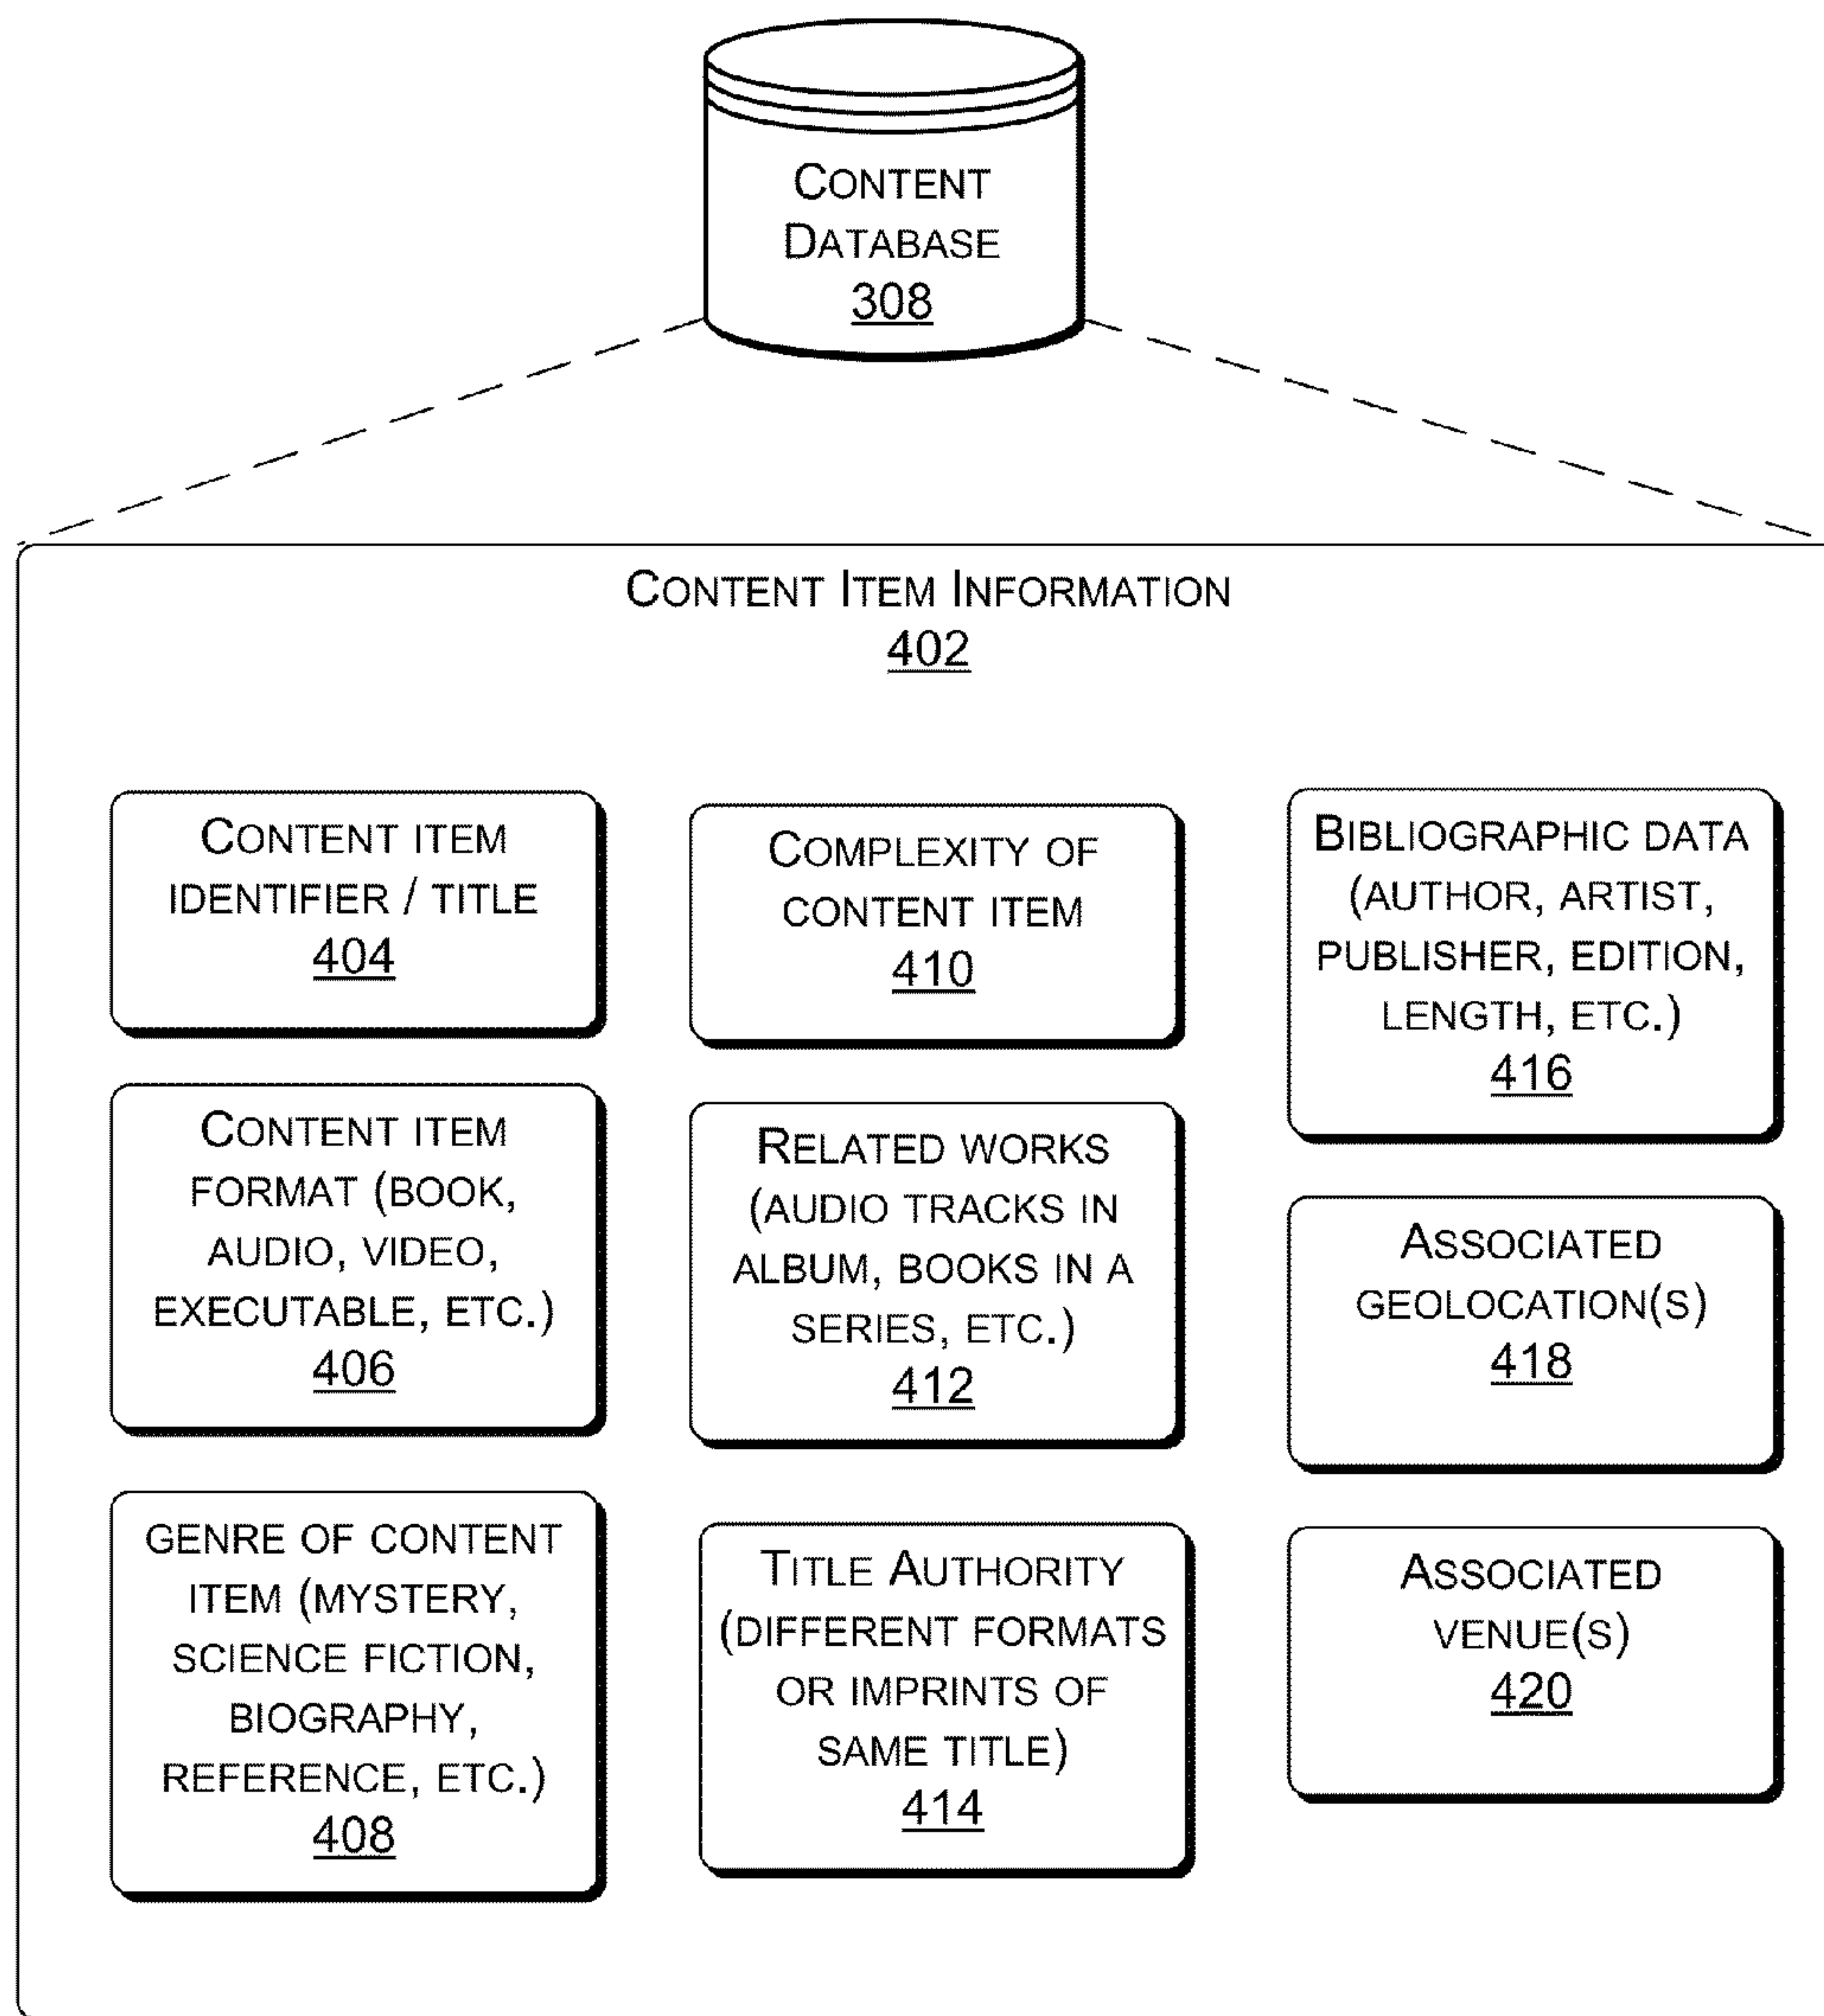 CONTENT
DATABASE
308
CONTENT ITEM INFORMATION
402
CONTENT ITEM
IDENTIFIER / TITLE
404
CONTENT ITEM
FORMAT (BOOK,
AUDIO, VIDEO,
EXECUTABLE, ETC.)
406
GENRE OF CONTENT
ITEM (MYSTERY,
SCIENCE FICTION,
BIOGRAPHY,
REFERENCE, ETC.)
408
COMPLEXITY OF
CONTENT ITEM
410
RELATED WORKS
(AUDIO TRACKS IN
ALBUM, BOOKS IN A
SERIES, ETC.)
412
TITLE AUTHORITY
(DIFFERENT FORMATS
OR IMPRINTS OF
SAME TITLE)
414
BIBLIOGRAPHIC DATA
(AUTHOR, ARTIST,
PUBLISHER, EDITION,
LENGTH, ETC.)
416
ASSOCIATED
GEOLOCATION(S)
418
ASSOCIATED
VENUE(S)
420